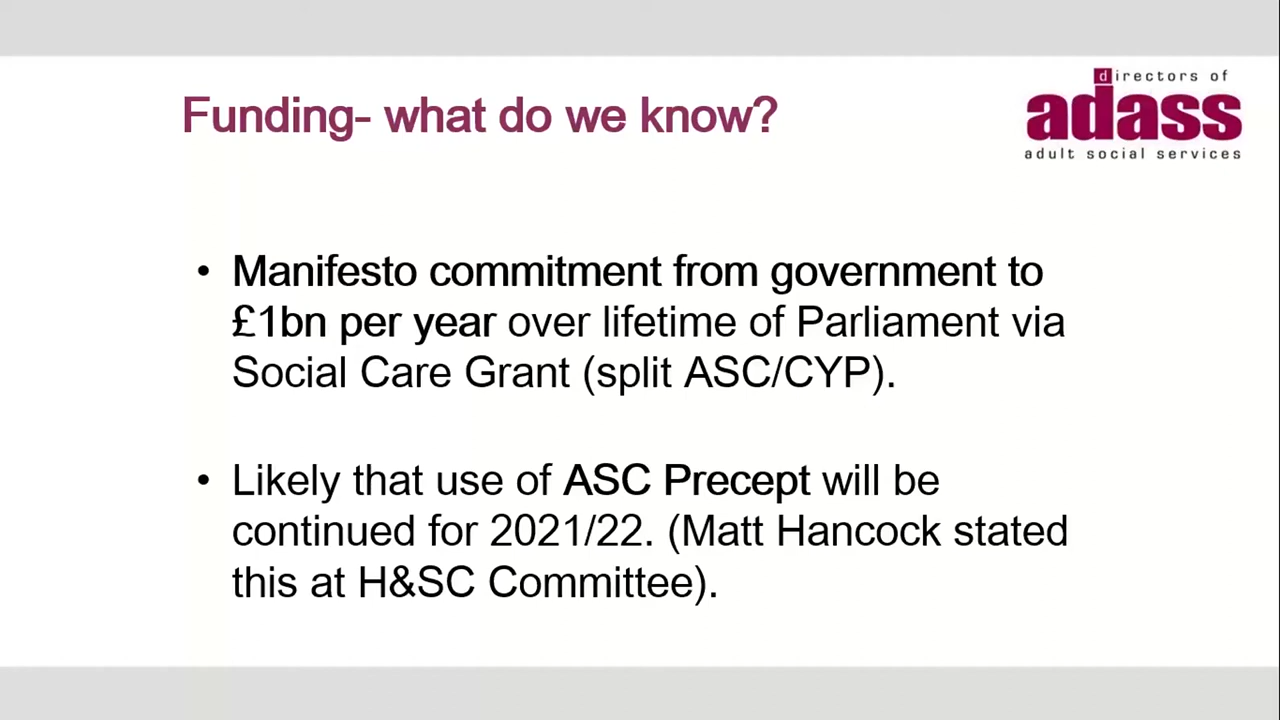 Funding- what do we know?
directors of
adass
adult social services
• Manifesto commitment from government to
£1bn per year over lifetime of Parliament via
Social Care Grant (split ASC/CYP).
• Likely that use of ASC Precept will be
continued for 2021/22. (Matt Hancock stated
this at H&SC Committee).